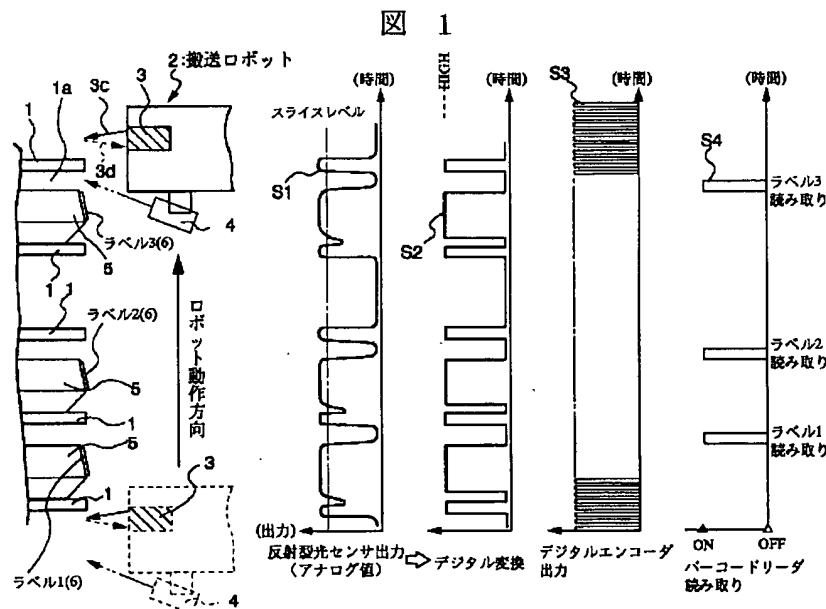 図 1
2:搬送ロボット
3c
3
1a
1
3d
4
ラベル3(6)
5
1
1
1
ラベル2(6)
5
1
5
1
ラベル1(6)
ロボット動作方向
3
4
(時間)
スライスレベル
S1
(出力)
反射型光センサ出力
(アナログ値)
HIGH
(時間)
S2
⇨デジタル変換
(時間)
S3
デジタルエンコーダ
出力
(時間)
S4
ラベル3
読み取り
ラベル2
読み取り
ラベル1
読み取り
ON
OFF
バーコードリーダ
読み取り